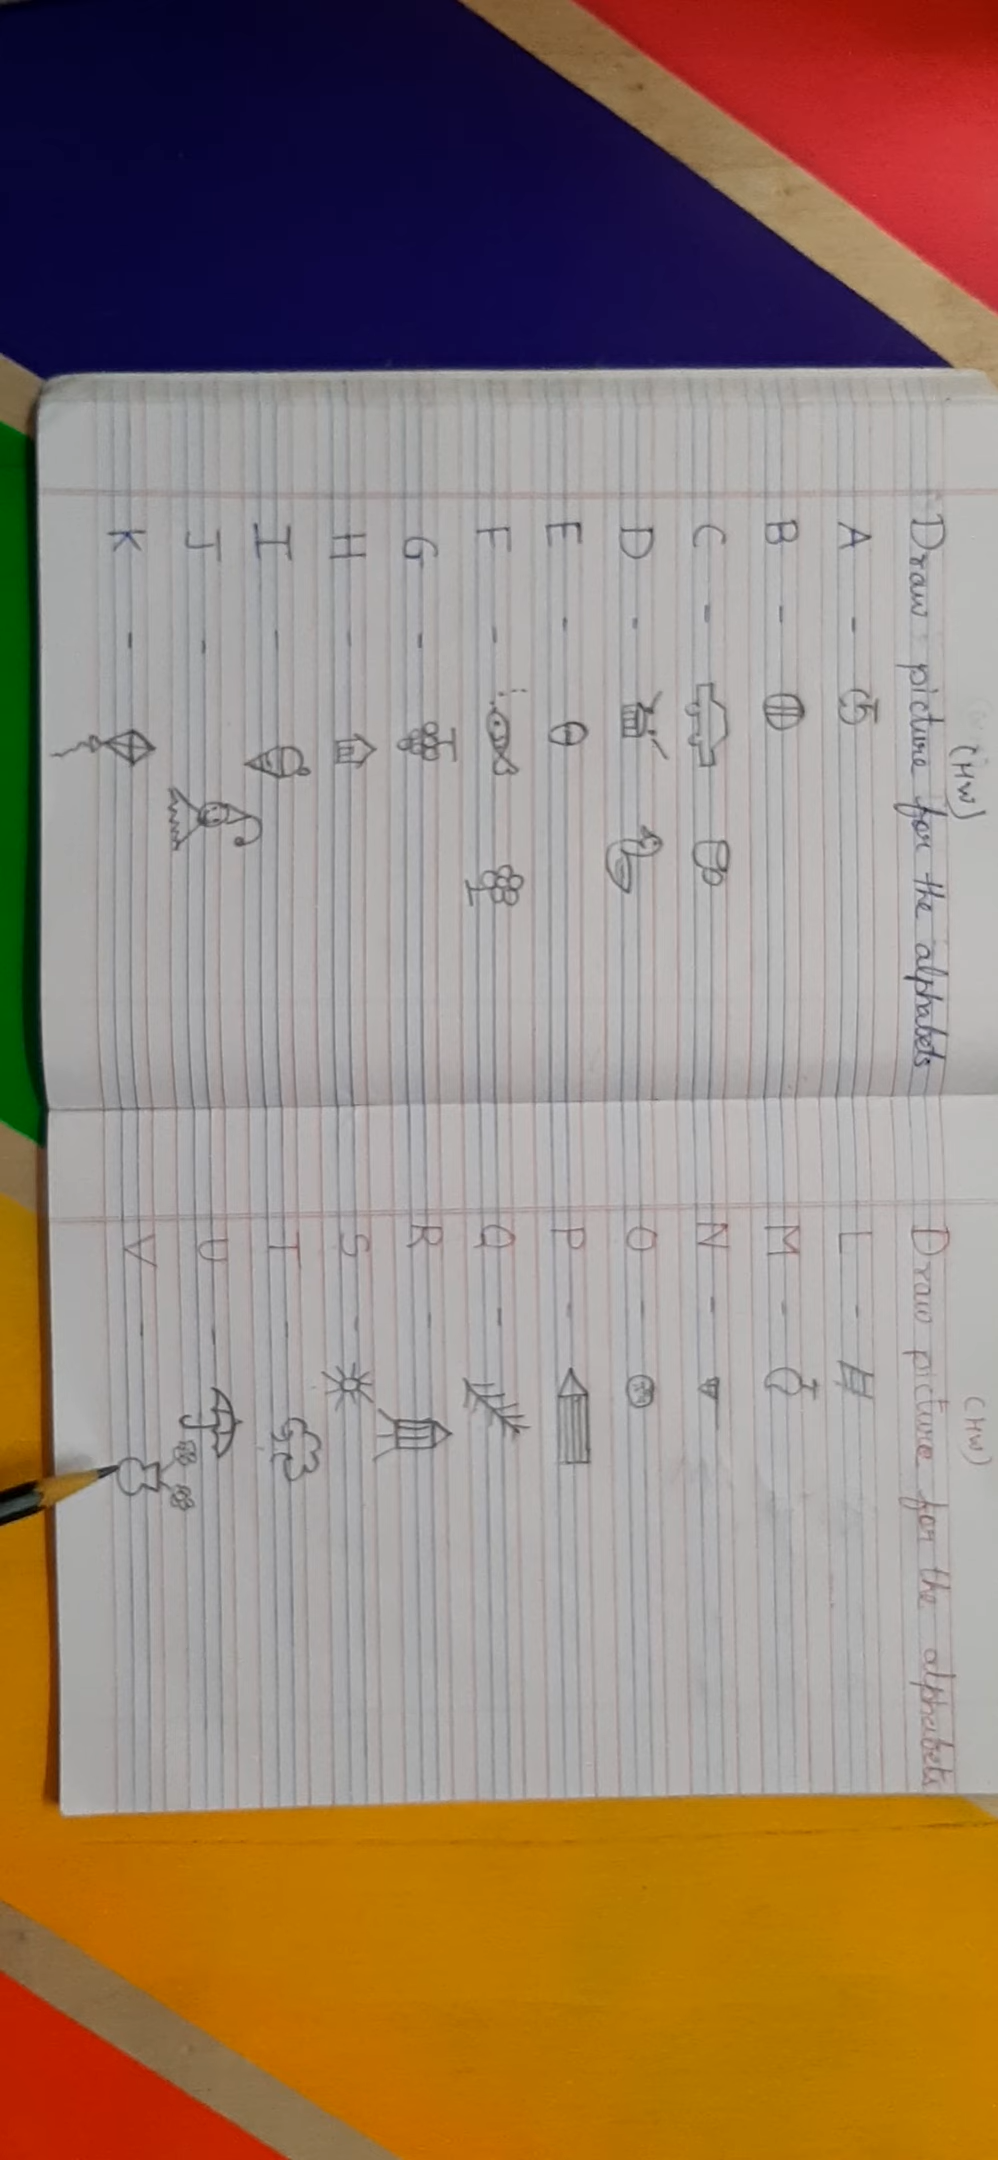 (HW)
Draw picture for the alphabets
A -
B -
C -
D -
E -
F -
G -
H -
I -
J -
K -
(HW)
Draw picture for the alphabets
L -
M -
N -
O -
P -
Q -
R -
S -
T -
U -
V -